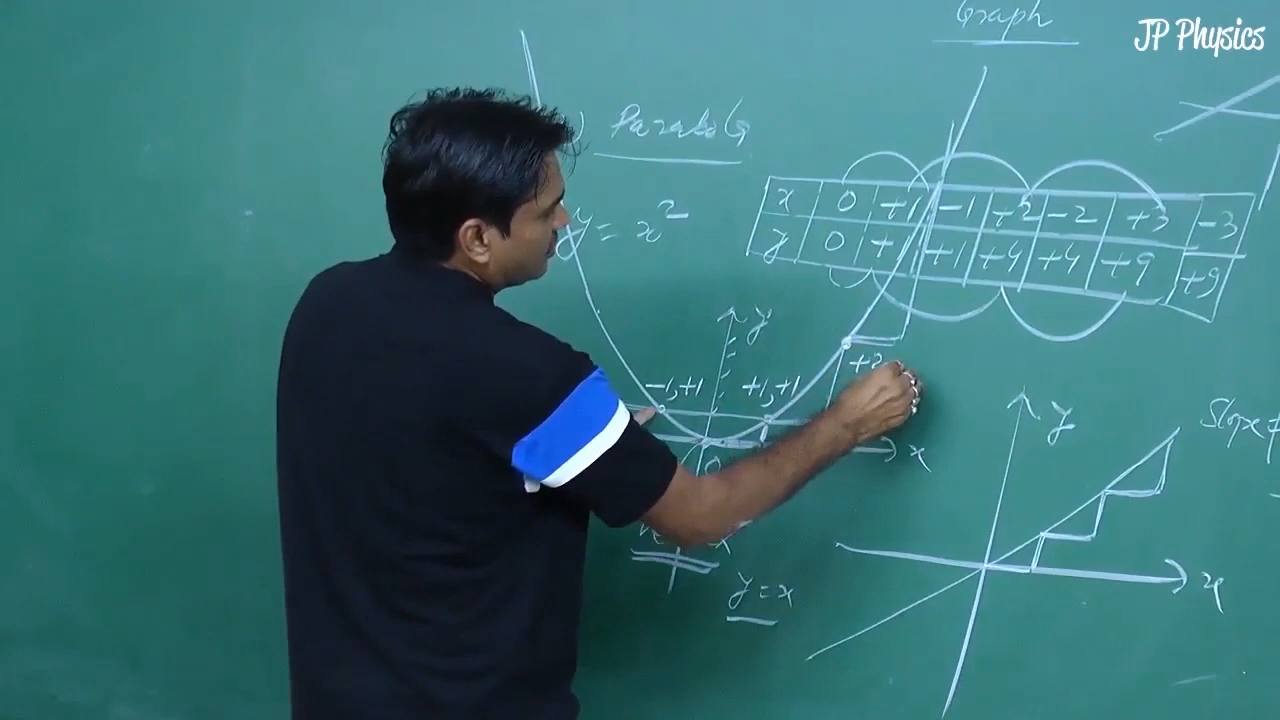 Graph
JP Physics
) Parabola
y = x²
x 0 +1 -1 +2 -2 +3 -3
y 0 +1 +1 +4 +4 +9 +9
y
-1,+1 +1,+1
+2
x
0
y = x
y
x
Slope